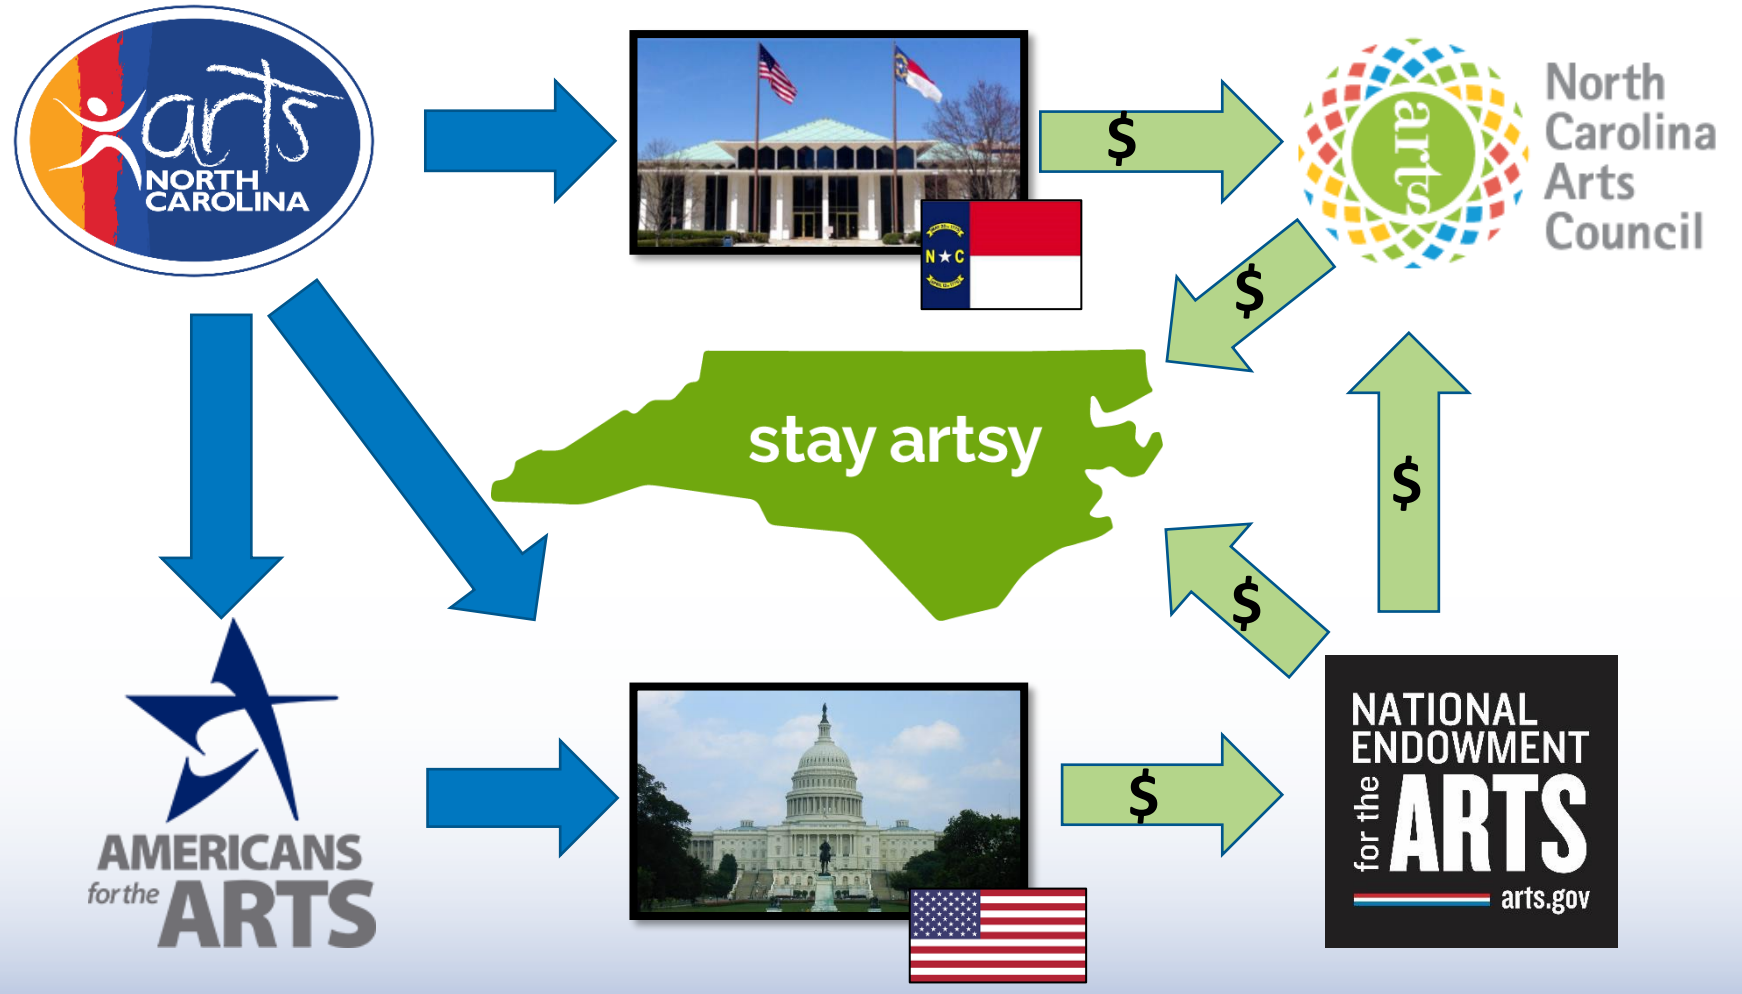 arts
NORTH
CAROLINA
$
arts
North
Carolina
Arts
Council
N C
$
stay artsy
$
$
AMERICANS
for the
ARTS
$
NATIONAL
ENDOWMENT
for the
ARTS
arts.gov